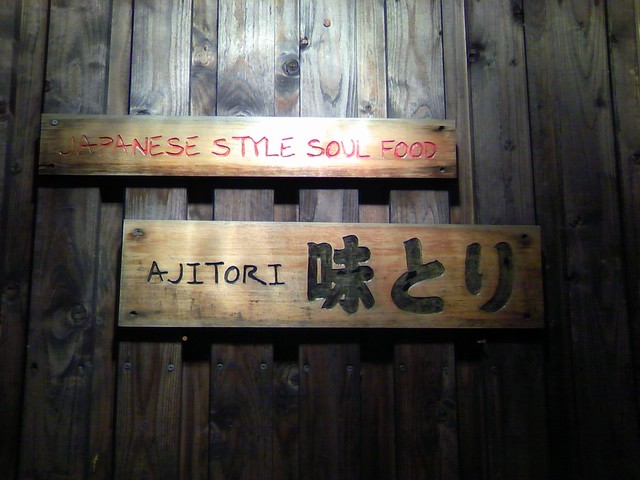 JAPANESE STYLE SOUL FOOD
AJITORI 味とり